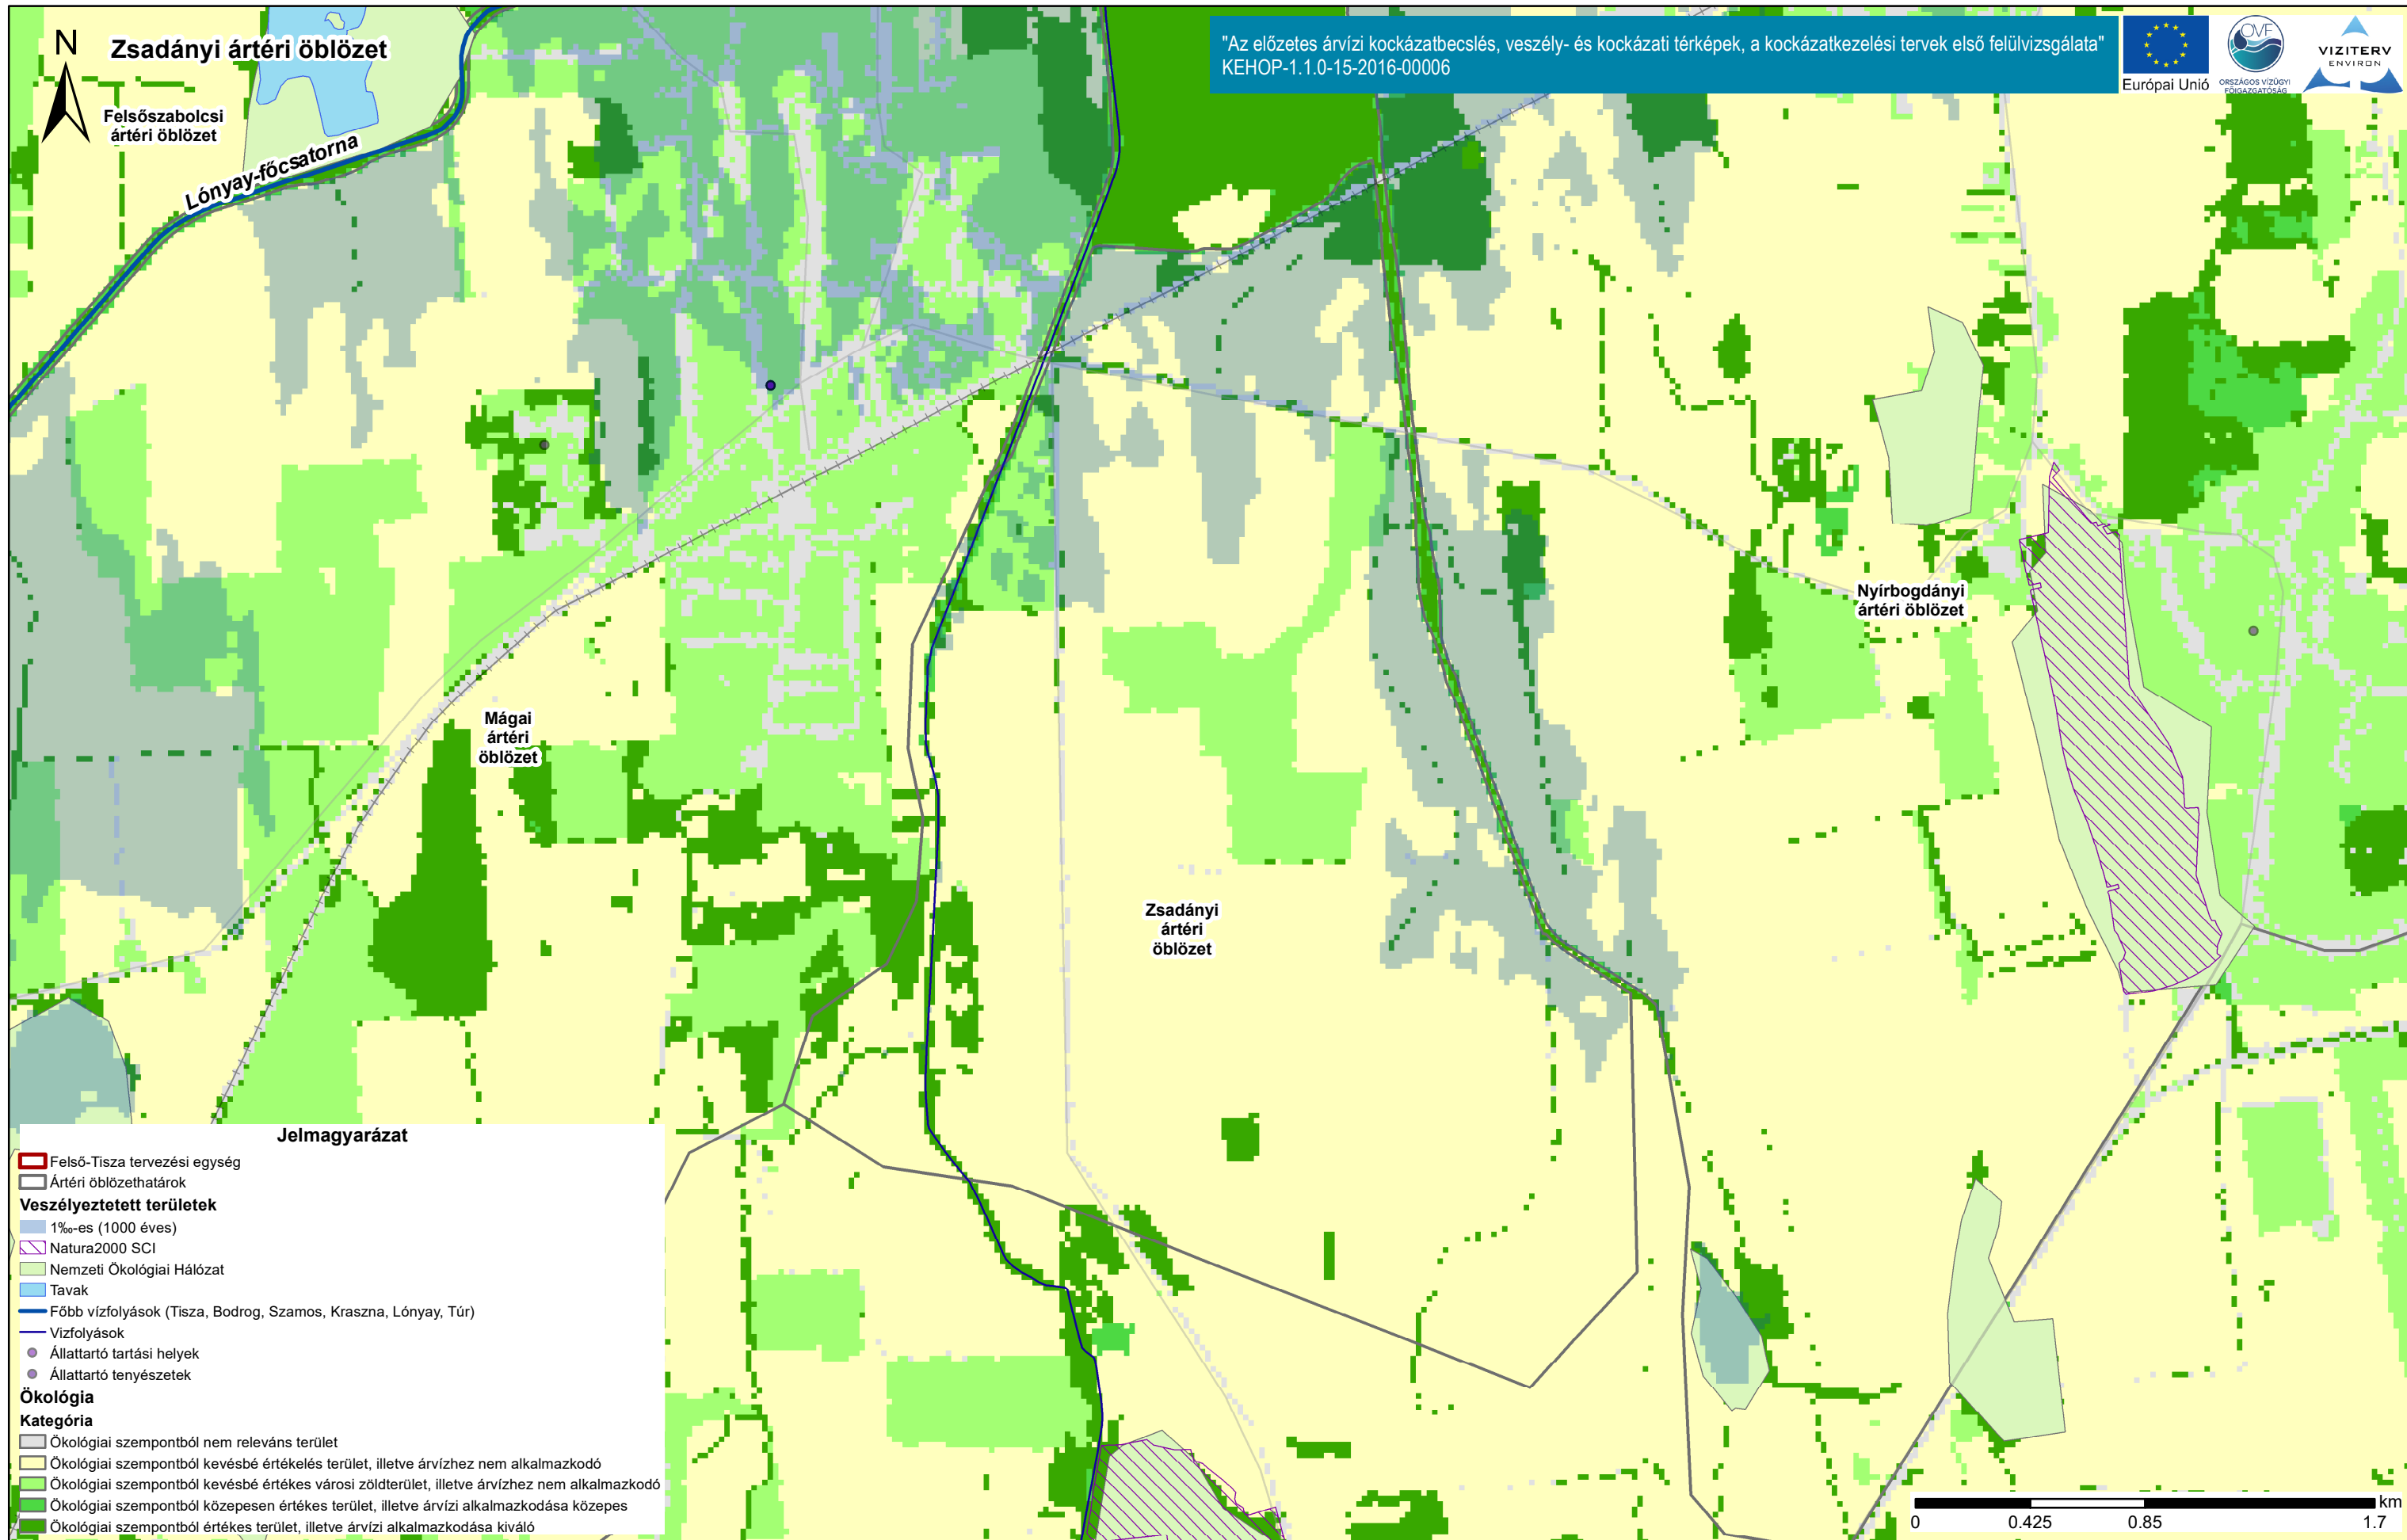 N
Zsadányi ártéri öblözet
Felsőszabolcsi
ártéri öblözet
Lónyay-főcsatorna
"Az előzetes árvízi kockázatbecslés, veszély- és kockázati térképek, a kockázatkezelési tervek első felülvizsgálata"
KEHOP-1.1.0-15-2016-00006
Európai Unió
OVF
ORSZÁGOS VÍZÜGYI
FŐIGAZGATÓSÁG
VIZITERV
ENVIRON
Nyírbogdányi
ártéri öblözet
Mágai
ártéri
öblözet
Zsadányi
ártéri
öblözet
Jelmagyarázat
Felső-Tisza tervezési egység
Ártéri öblözethatárok
Veszélyeztetett területek
1‰-es (1000 éves)
Natura2000 SCI
Nemzeti Ökológiai Hálózat
Tavak
Főbb vízfolyások (Tisza, Bodrog, Szamos, Kraszna, Lónyay, Túr)
Vizfolyások
Állattartó tartási helyek
Állattartó tenyészetek
Ökológia
Kategória
Ökológiai szempontból nem releváns terület
Ökológiai szempontból kevésbé értékelés terület, illetve árvízhez nem alkalmazkodó
Ökológiai szempontból kevésbé értékes városi zöldterület, illetve árvízhez nem alkalmazkodó
Ökológiai szempontból közepesen értékes terület, illetve árvízi alkalmazkodása közepes
Ökológiai szempontból értékes terület, illetve árvízi alkalmazkodása kiváló
km
0 0.425 0.85 1.7